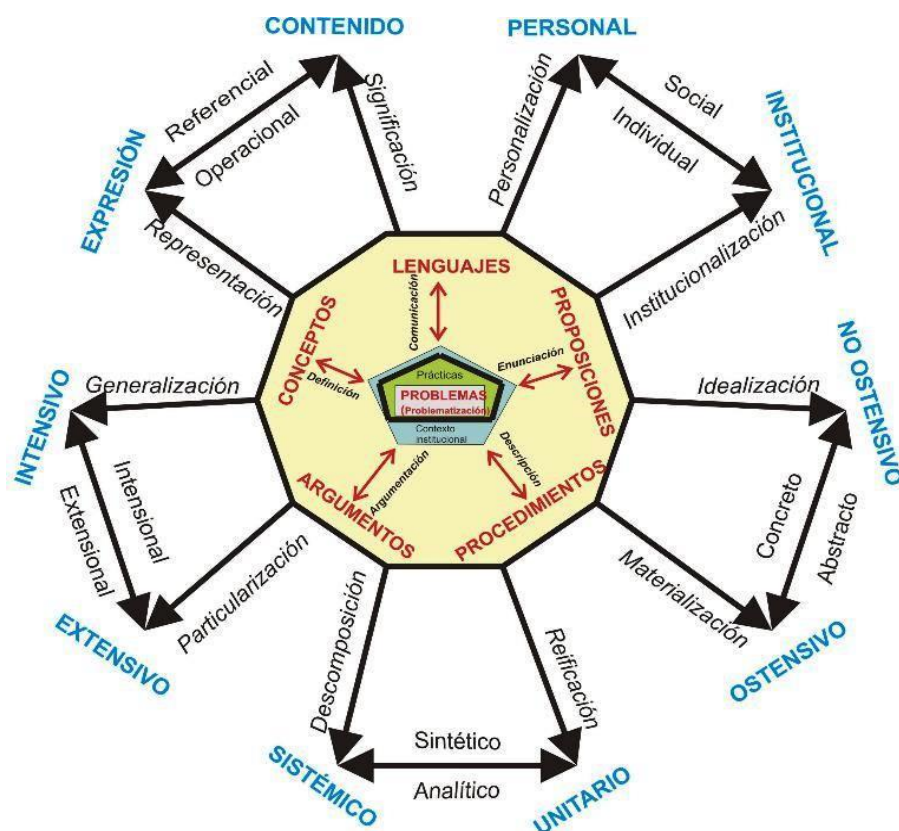 CONTENIDO
PERSONAL
Referencial
Operacional
Significación
Personalización
Social
Individual
EXPRESIÓN
INSTITUCIONAL
Representación
Institucionalización
LENGUAJES
Comunicación
CONCEPTOS
Definición
PROPOSICIONES
Enunciación
Prácticas
PROBLEMAS
(Problematización)
Contexto
institucional
Argumentación
ARGUMENTOS
Descripción
PROCEDIMIENTOS
INTENSIVO
Generalización
Intensional
Extensional
Particularización
EXTENSIVO
Idealización
NO OSTENSIVO
Concreto
Abstracto
Materialización
OSTENSIVO
Descomposición
Reificación
Sintético
Analítico
SISTÉMICO
UNITARIO